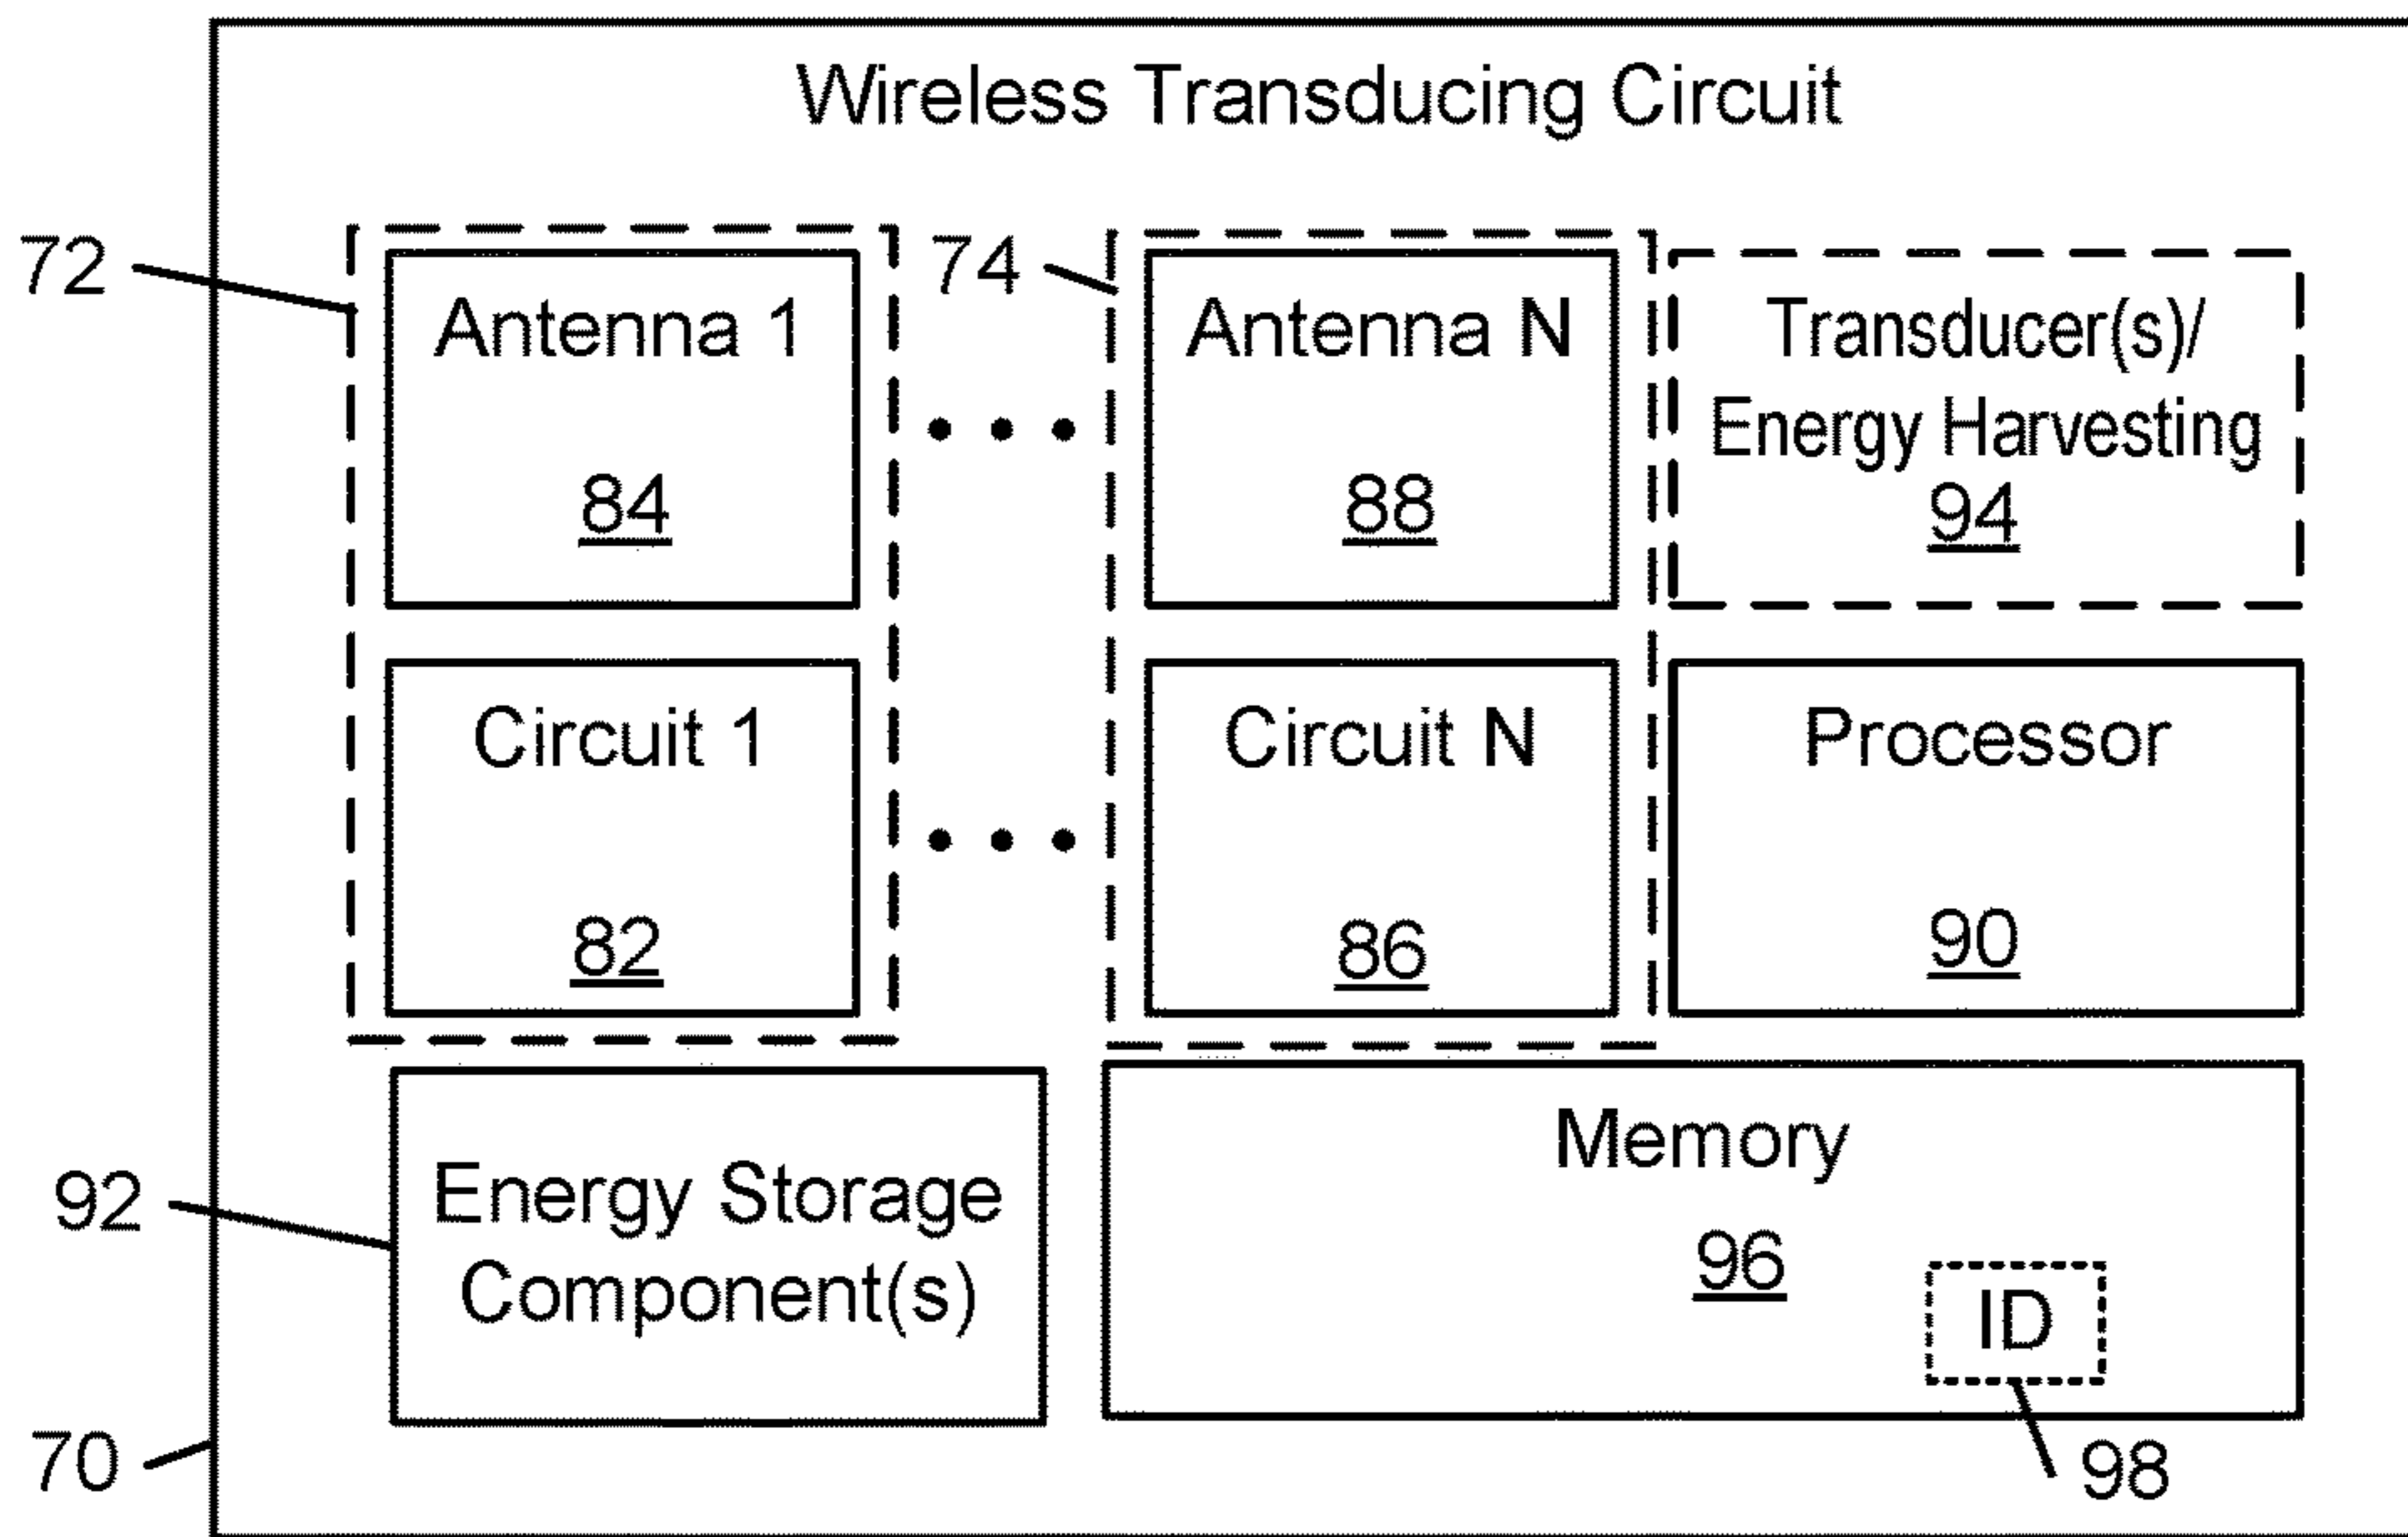 Wireless Transducing Circuit
72
Antenna 1
84
74
Antenna N
88
Transducer(s)/
Energy Harvesting
94
Circuit 1
82
Circuit N
86
Processor
90
92
Energy Storage
Component(s)
Memory
96
ID
98
70